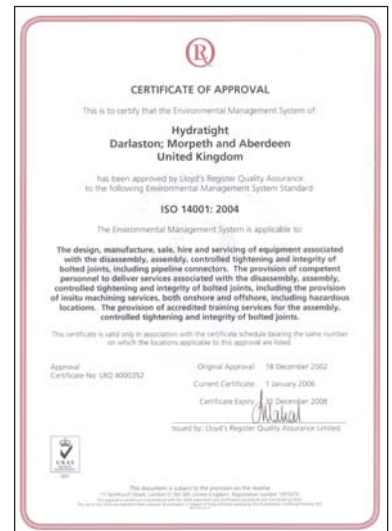 CERTIFICATE OF APPROVAL
This is to certify that the Environmental Management System of:
Hydratight
Darlaston; Morpeth and Aberdeen
United Kingdom
has been approved by Lloyd's Register Quality Assurance
to the following Environmental Management System Standard:
ISO 14001: 2004
The Environmental Management System is applicable to:
The design, manufacture, sale, hire and servicing of equipment associated
with the disassembly, assembly, controlled tightening and integrity of
bolted joints, including pipeline connectors. The provision of competent
personnel to deliver services associated with the disassembly, assembly,
controlled tightening and integrity of bolted joints, including the provision
of insitu machining services, both onshore and offshore, including hazardous
locations. The provision of accredited training services for the assembly,
controlled tightening and integrity of bolted joints.
This certificate is valid only in association with the certificate schedule bearing the same number
on which the locations applicable to this approval are listed.
Approval
Certificate No: LRQ 4000352
Original Approval: 18 December 2002
Current Certificate: 1 January 2006
Certificate Expiry: December 2008
Issued by: Lloyd's Register Quality Assurance Limited
UKAS
This document is subject to the provision on the reverse